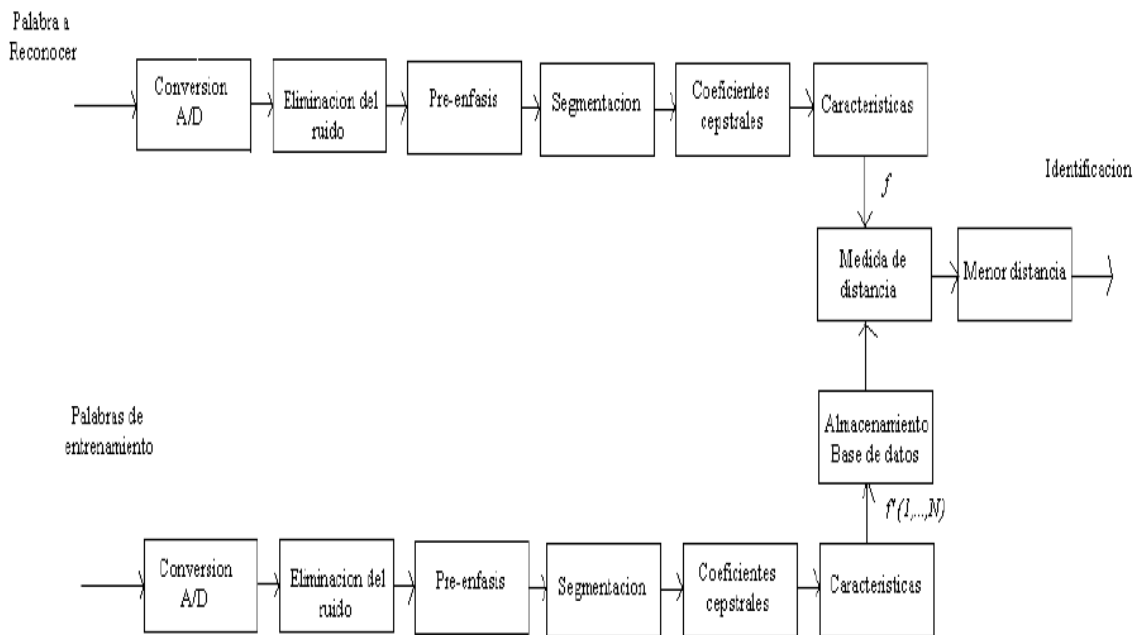 Palabra a
Reconocer
Conversion
A/D
Eliminacion del
ruido
Pre-enfasis
Segmentacion
Coeficientes
cepstrales
Caracteristicas
f
Identificacion
Medida de
distancia
Menor distancia
Almacenamiento
Base de datos
f'(1,...,N)
Palabras de
entrenamiento
Conversion
A/D
Eliminacion del
ruido
Pre-enfasis
Segmentacion
Coeficientes
cepstrales
Caracteristicas